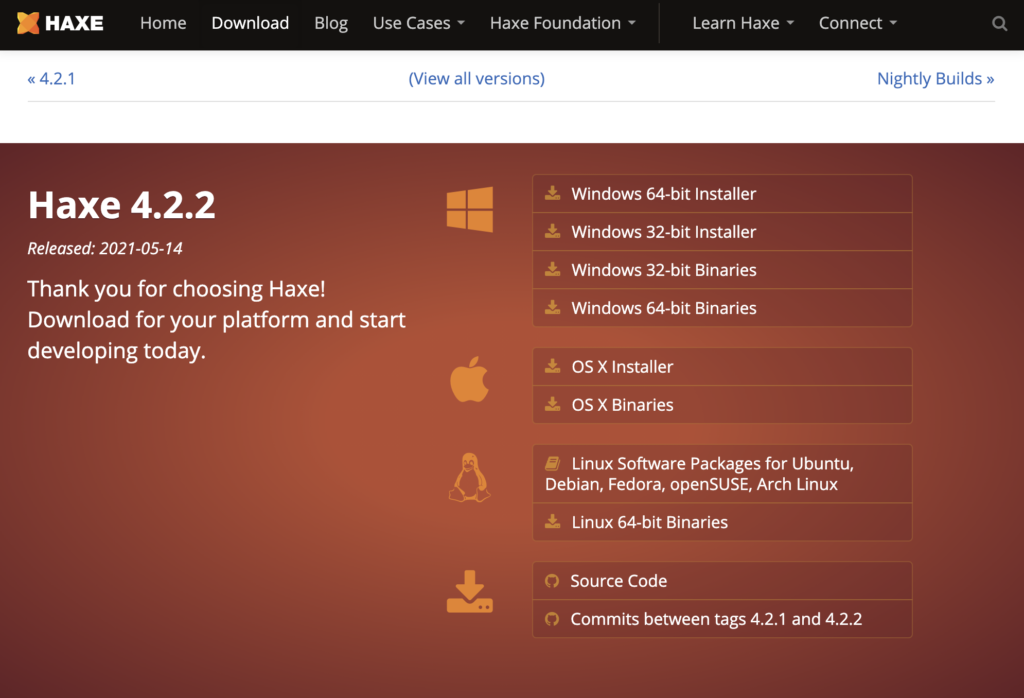 HAXE Home Download Blog Use Cases Haxe Foundation Learn Haxe Connect
« 4.2.1 (View all versions) Nightly Builds »
Haxe 4.2.2
Released: 2021-05-14
Thank you for choosing Haxe!
Download for your platform and start
developing today.
Windows 64-bit Installer
Windows 32-bit Installer
Windows 32-bit Binaries
Windows 64-bit Binaries
OS X Installer
OS X Binaries
Linux Software Packages for Ubuntu,
Debian, Fedora, openSUSE, Arch Linux
Linux 64-bit Binaries
Source Code
Commits between tags 4.2.1 and 4.2.2